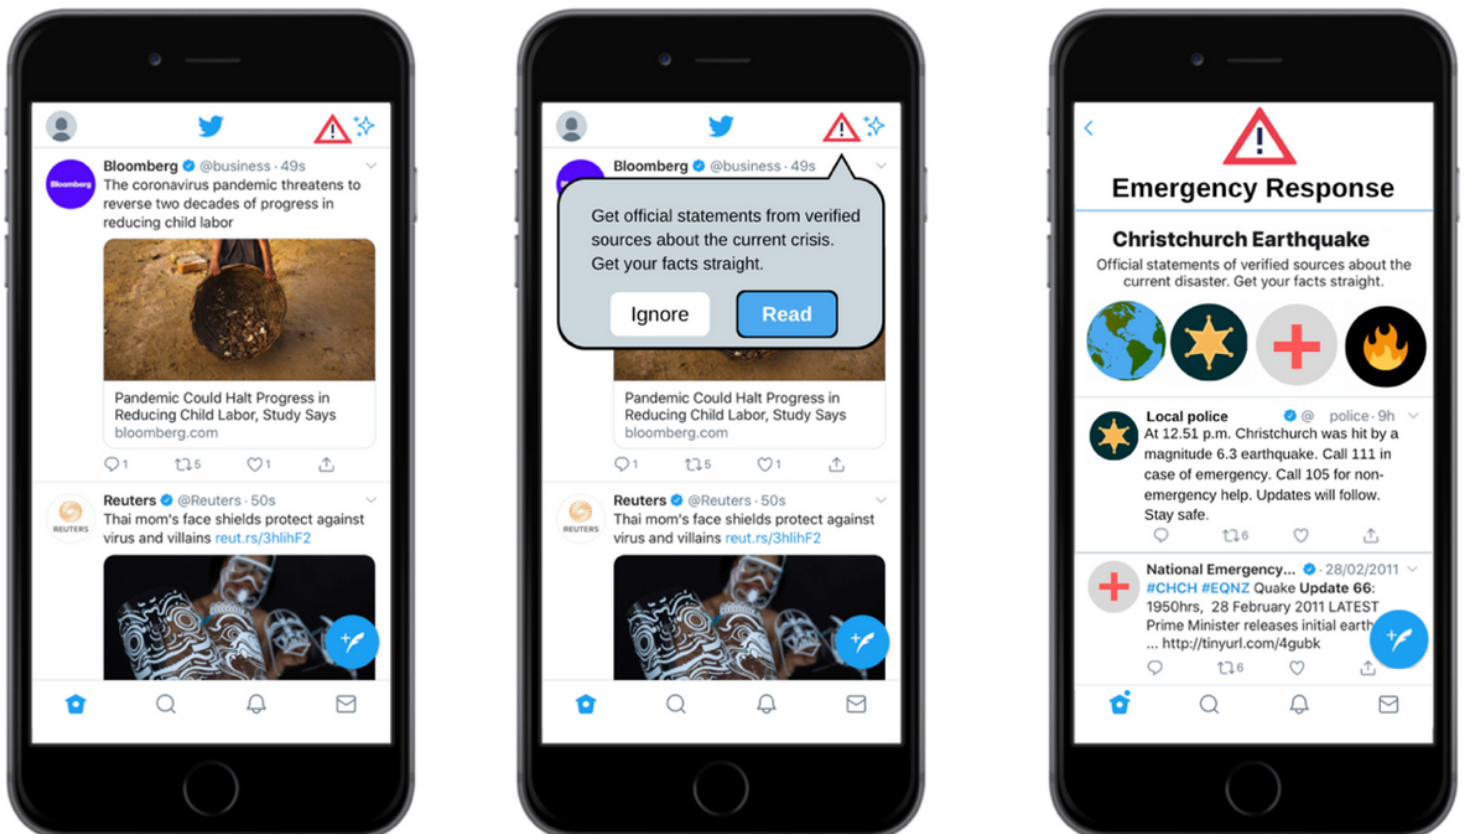 Bloomberg @business · 49s
Bloomberg
The coronavirus pandemic threatens to
reverse two decades of progress in
reducing child labor
Pandemic Could Halt Progress in
Reducing Child Labor, Study Says
bloomberg.com
1 5 1
Reuters @Reuters · 50s
REUTERS
Thai mom's face shields protect against
virus and villains reut.rs/3hlihF2
Bloomberg @business · 49s
Get official statements from verified
sources about the current crisis.
Get your facts straight.
Ignore Read
Pandemic Could Halt Progress in
Reducing Child Labor, Study Says
bloomberg.com
1 5 1
Reuters @Reuters · 50s
REUTERS
Thai mom's face shields protect against
virus and villains reut.rs/3hlihF2
Emergency Response
Christchurch Earthquake
Official statements of verified sources about the
current disaster. Get your facts straight.
Local police @ police · 9h
At 12.51 p.m. Christchurch was hit by a
magnitude 6.3 earthquake. Call 111 in
case of emergency. Call 105 for non-
emergency help. Updates will follow.
Stay safe.
6
National Emergency... · 28/02/2011
#CHCH #EQNZ Quake Update 66:
1950hrs, 28 February 2011 LATEST
Prime Minister releases initial earth
... http://tinyurl.com/4gubk
6